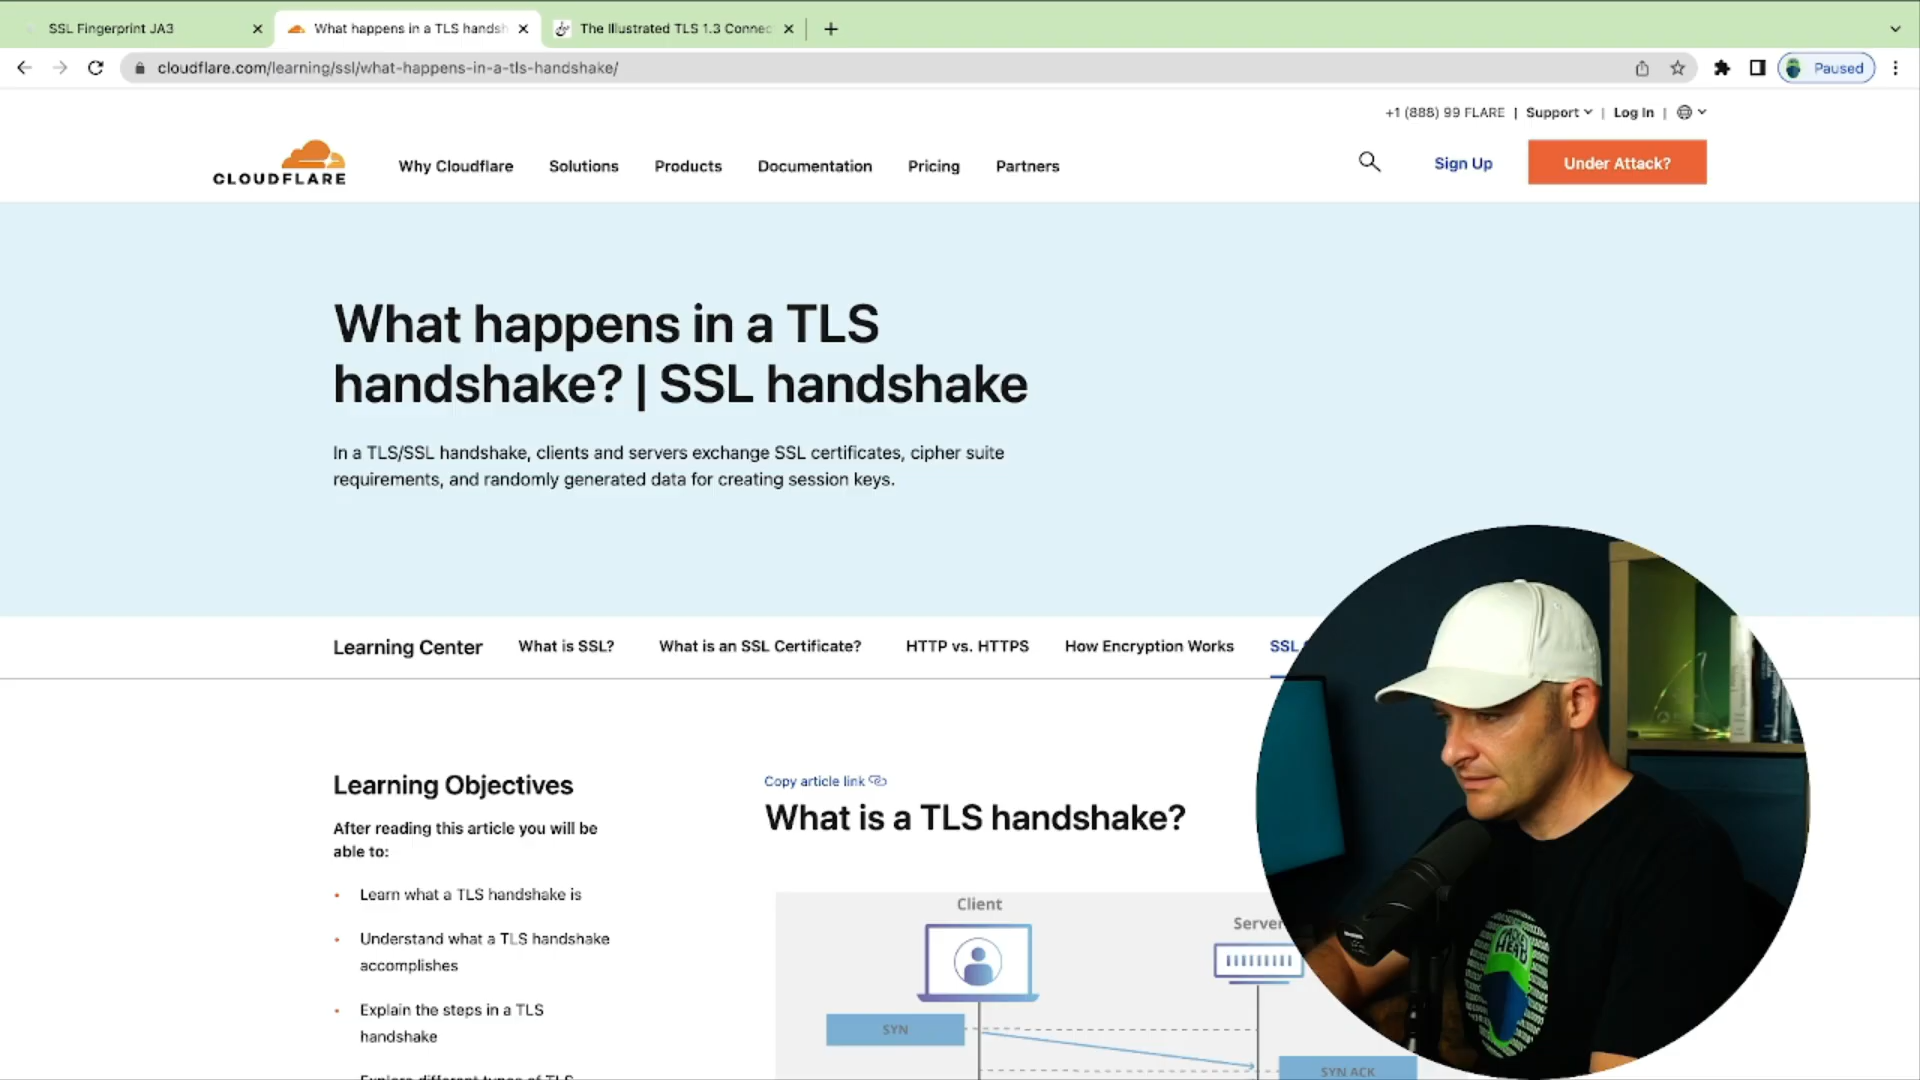 SSL Fingerprint JA3
What happens in a TLS handsh
The Illustrated TLS 1.3 Connec
cloudflare.com/learning/ssl/what-happens-in-a-tls-handshake/
Paused
+1 (888) 99 FLARE | Support | Log In |
CLOUDFLARE
Why Cloudflare Solutions Products Documentation Pricing Partners
Sign Up
Under Attack?
What happens in a TLS
handshake? | SSL handshake
In a TLS/SSL handshake, clients and servers exchange SSL certificates, cipher suite
requirements, and randomly generated data for creating session keys.
Learning Center What is SSL? What is an SSL Certificate? HTTP vs. HTTPS How Encryption Works SSL
Learning Objectives
After reading this article you will be
able to:
• Learn what a TLS handshake is
• Understand what a TLS handshake
accomplishes
• Explain the steps in a TLS
handshake
Explore different types of TLS
Copy article link
What is a TLS handshake?
Client
Server
SYN
SYN ACK
HEAD